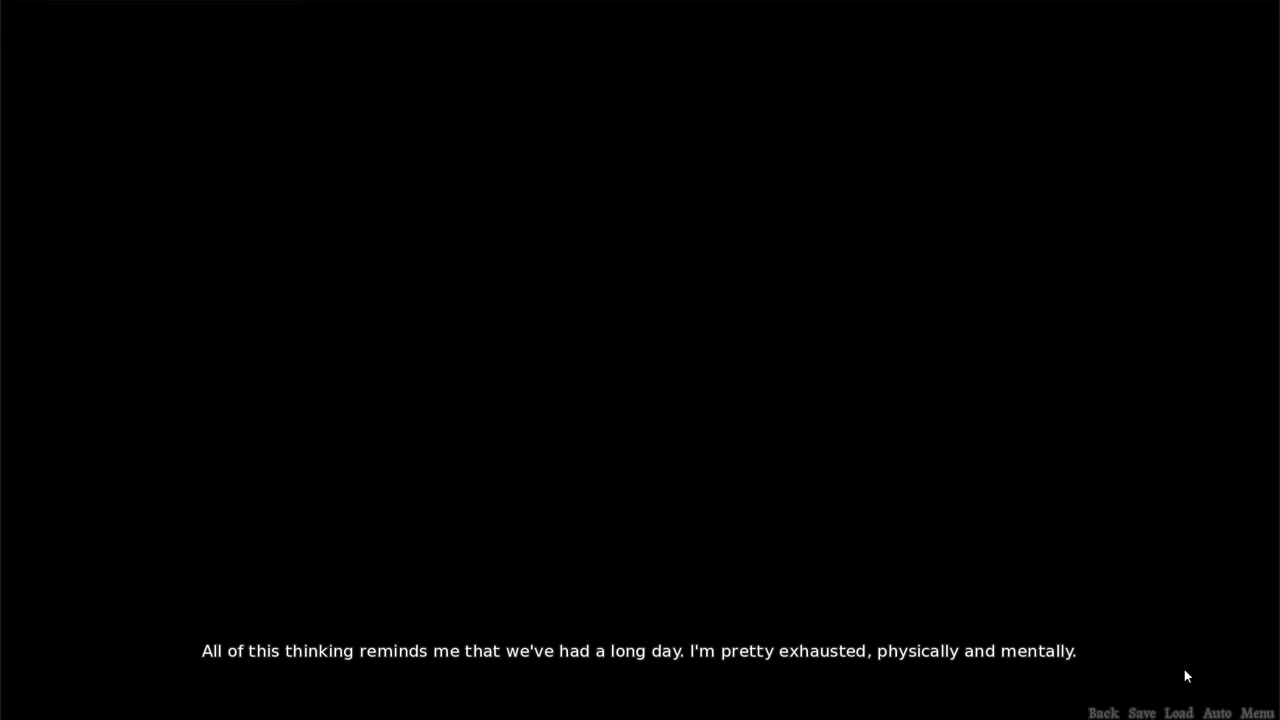 All of this thinking reminds me that we've had a long day. I'm pretty exhausted, physically and mentally.
Back Save Load Auto Menu